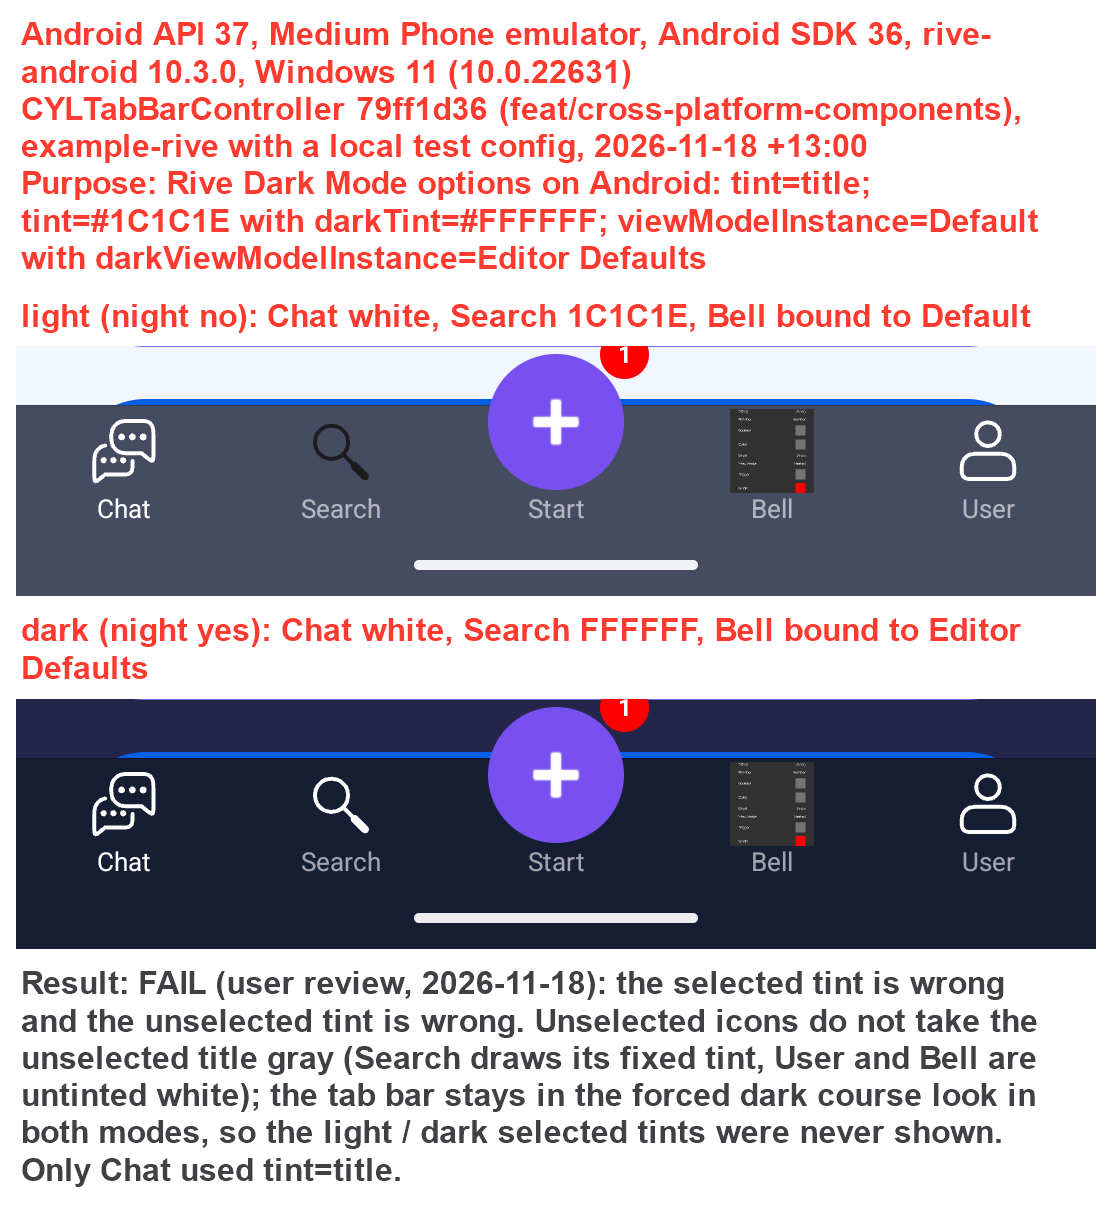 Android API 37, Medium Phone emulator, Android SDK 36, rive-
android 10.3.0, Windows 11 (10.0.22631)
CYLTabBarController 79ff1d36 (feat/cross-platform-components),
example-rive with a local test config, 2026-11-18 +13:00
Purpose: Rive Dark Mode options on Android: tint=title;
tint=#1C1C1E with darkTint=#FFFFFF; viewModelInstance=Default
with darkViewModelInstance=Editor Defaults
light (night no): Chat white, Search 1C1C1E, Bell bound to Default
1
Chat
Search
Start
Bell
User
dark (night yes): Chat white, Search FFFFFF, Bell bound to Editor
Defaults
1
Chat
Search
Start
Bell
User
Result: FAIL (user review, 2026-11-18): the selected tint is wrong
and the unselected tint is wrong. Unselected icons do not take the
unselected title gray (Search draws its fixed tint, User and Bell are
untinted white); the tab bar stays in the forced dark course look in
both modes, so the light / dark selected tints were never shown.
Only Chat used tint=title.